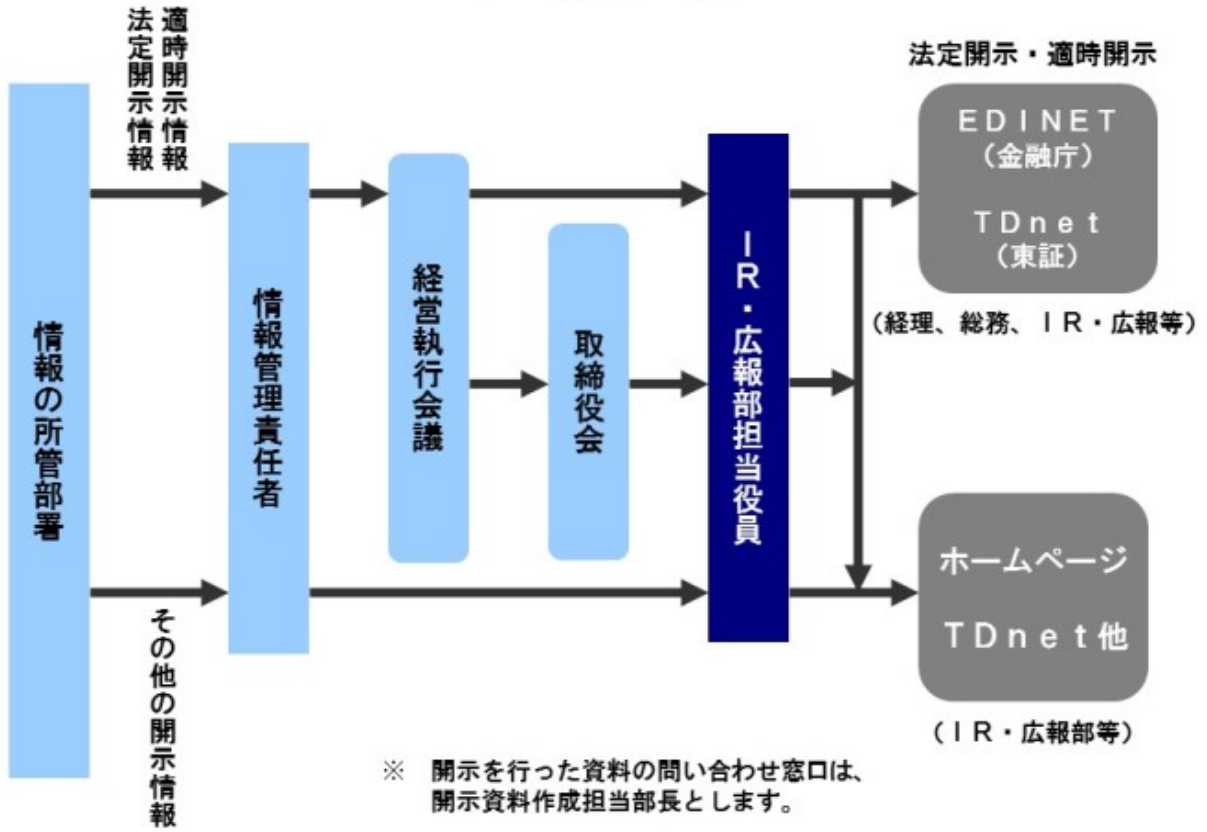 適時開示情報
法定開示情報
法定開示・適時開示
ＥＤＩＮＥＴ
（金融庁）
ＴＤｎｅｔ
（東証）
（経理、総務、ＩＲ・広報等）
情報の所管部署
情報管理責任者
経営執行会議
取締役会
ＩＲ・広報部担当役員
ホームページ
ＴＤｎｅｔ他
（ＩＲ・広報部等）
その他の開示情報
※　開示を行った資料の問い合わせ窓口は、
開示資料作成担当部長とします。